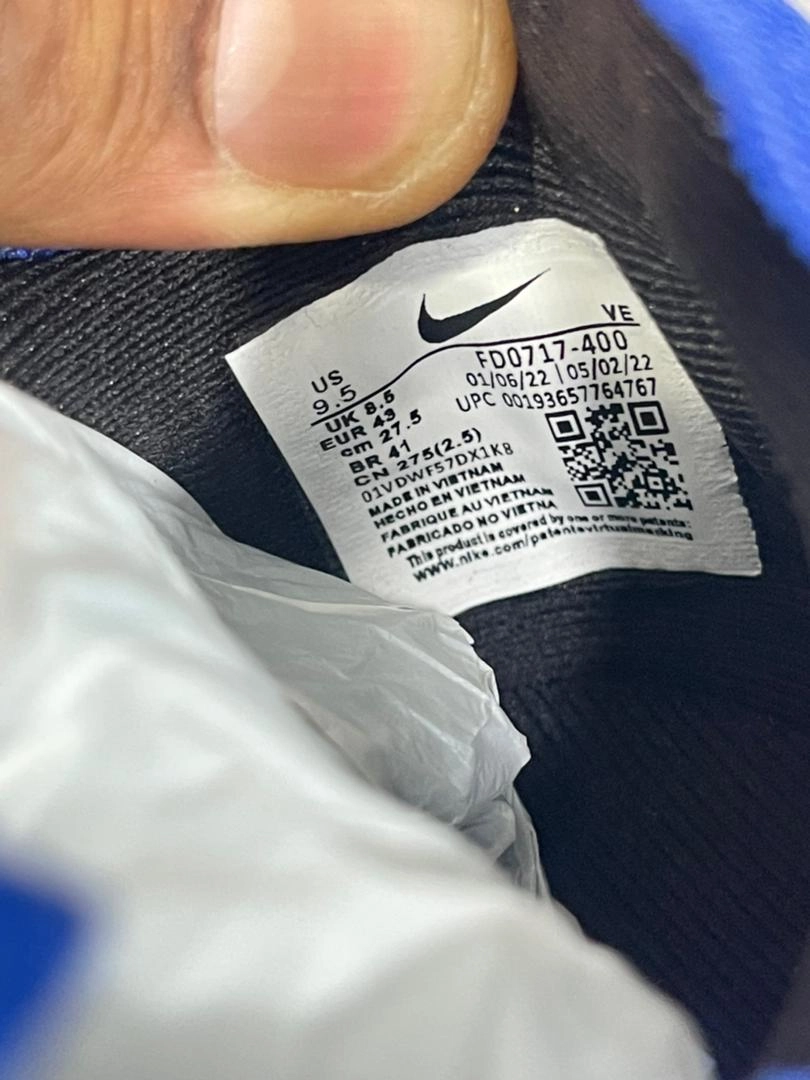 VE
FD0717-400
01/06/22 | 05/02/22
UPC 00193657764767
US
9.5
UK 8.5
EUR 43
cm 27.5
BR 41
CN 275(2.5)
01VDWF57DX1K8
MADE IN VIETNAM
HECHO EN VIETNAM
FABRIQUE AU VIETNAM
FABRICADO NO VIETNA
This product is covered by one or more patents:
www.nike.com/patentsvirtualmarking